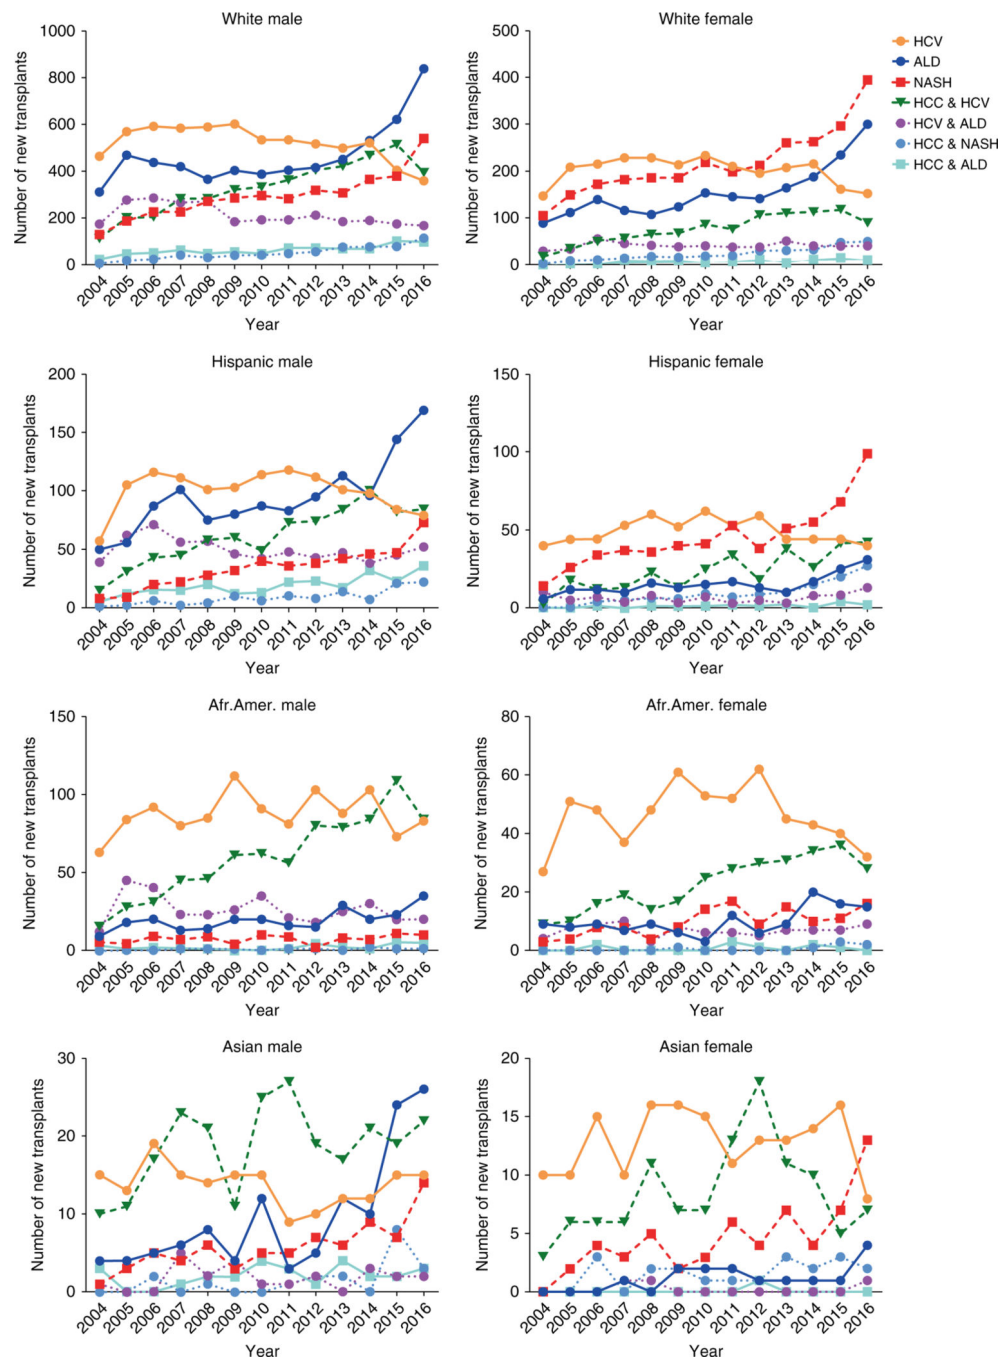 White male
White female
Number of new transplants
1000
800
600
400
200
0
2004 2005 2006 2007 2008 2009 2010 2011 2012 2013 2014 2015 2016
Year
Number of new transplants
500
400
300
200
100
0
2004 2005 2006 2007 2008 2009 2010 2011 2012 2013 2014 2015 2016
Year
HCV
ALD
NASH
HCC & HCV
HCV & ALD
HCC & NASH
HCC & ALD
Hispanic male
Hispanic female
Number of new transplants
200
150
100
50
0
2004 2005 2006 2007 2008 2009 2010 2011 2012 2013 2014 2015 2016
Year
Number of new transplants
150
100
50
0
2004 2005 2006 2007 2008 2009 2010 2011 2012 2013 2014 2015 2016
Year
Afr.Amer. male
Afr.Amer. female
Number of new transplants
150
100
50
0
2004 2005 2006 2007 2008 2009 2010 2011 2012 2013 2014 2015 2016
Year
Number of new transplants
80
60
40
20
0
2004 2005 2006 2007 2008 2009 2010 2011 2012 2013 2014 2015 2016
Year
Asian male
Asian female
Number of new transplants
30
20
10
0
2004 2005 2006 2007 2008 2009 2010 2011 2012 2013 2014 2015 2016
Year
Number of new transplants
20
15
10
5
0
2004 2005 2006 2007 2008 2009 2010 2011 2012 2013 2014 2015 2016
Year